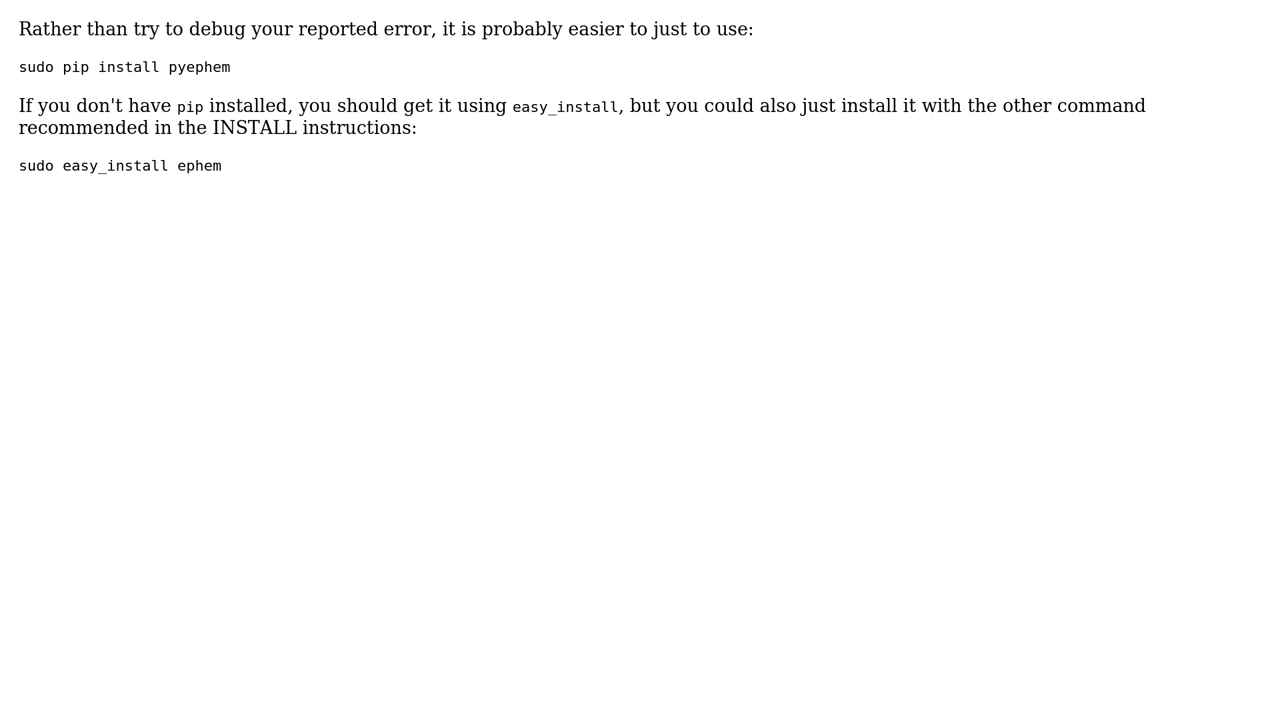 Rather than try to debug your reported error, it is probably easier to just to use:
sudo pip install pyephem
If you don't have pip installed, you should get it using easy_install, but you could also just install it with the other command
recommended in the INSTALL instructions:
sudo easy_install ephem